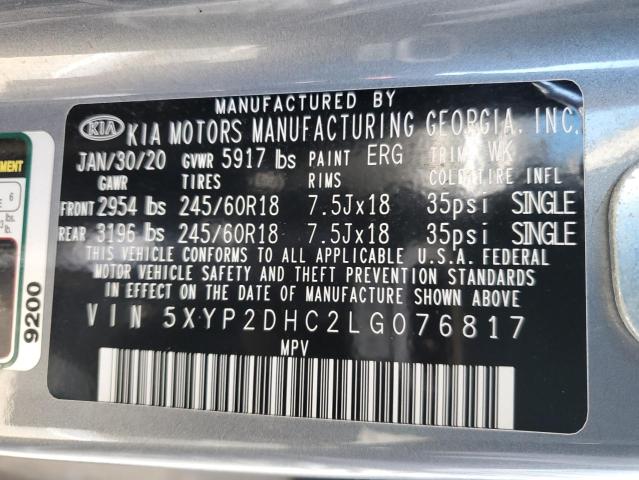 MANUFACTURED BY
KIA KIA MOTORS MANUFACTURING GEORGIA, INC.
JAN/30/20 GVWR 5917 lbs PAINT ERG TRIM WK
GAWR TIRES RIMS COLD TIRE INFL
FRONT 2954 lbs 245/60R18 7.5Jx18 35psi SINGLE
REAR 3196 lbs 245/60R18 7.5Jx18 35psi SINGLE
THIS VEHICLE CONFORMS TO ALL APPLICABLE U.S.A. FEDERAL
MOTOR VEHICLE SAFETY AND THEFT PREVENTION STANDARDS
IN EFFECT ON THE DATE OF MANUFACTURE SHOWN ABOVE
VIN 5XYP2DHC2LG076817
MPV
6
lbs.
9200